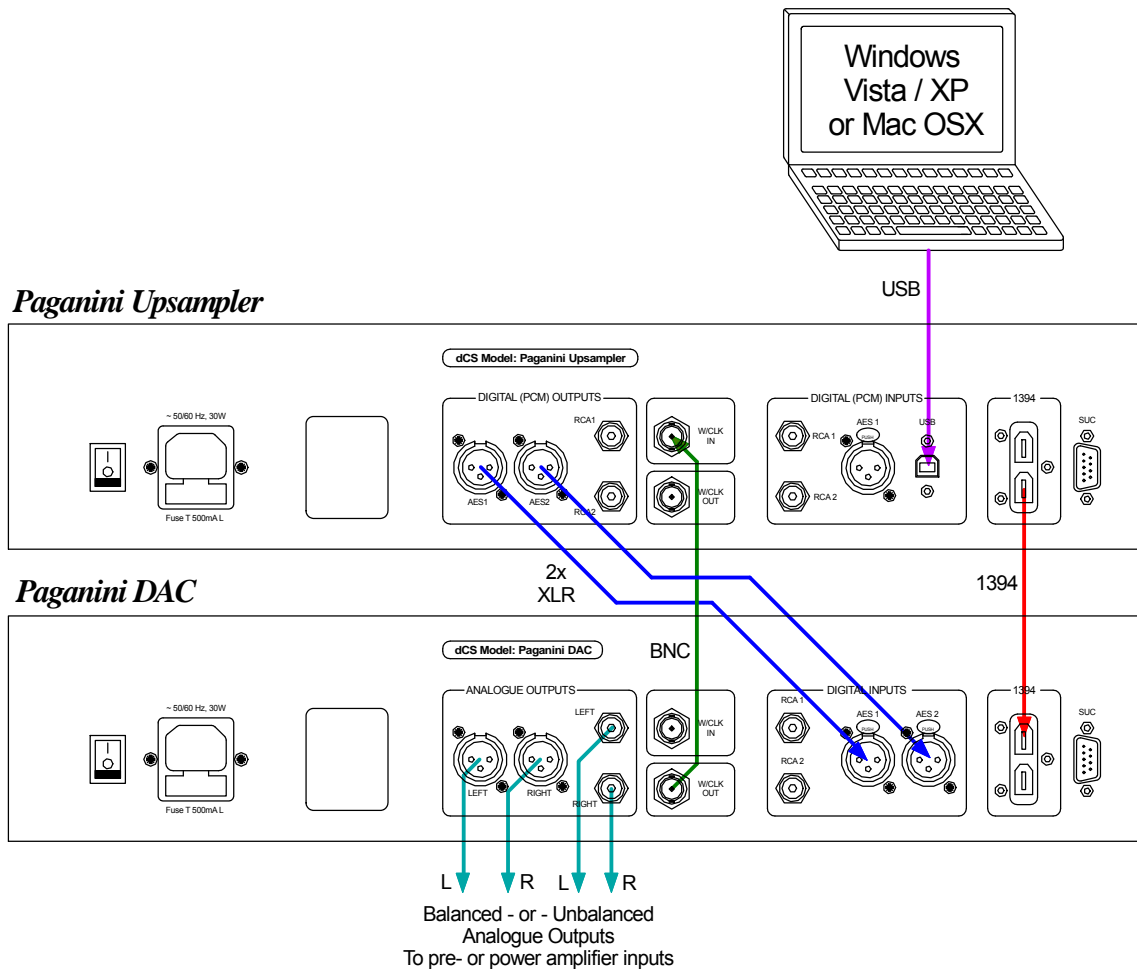 Windows
Vista / XP
or Mac OSX
USB
Paganini Upsampler
dCS Model: Paganini Upsampler
~ 50/60 Hz, 30W
Fuse T 500mA L
DIGITAL (PCM) OUTPUTS
RCA1
AES1
AES2
RCA2
W/CLK
IN
W/CLK
OUT
DIGITAL (PCM) INPUTS
RCA 1
AES 1
PUSH
USB
RCA 2
1394
SUC
2x
XLR
1394
Paganini DAC
dCS Model: Paganini DAC
BNC
~ 50/60 Hz, 30W
Fuse T 500mA L
ANALOGUE OUTPUTS
LEFT
LEFT
RIGHT
RIGHT
W/CLK
IN
W/CLK
OUT
DIGITAL INPUTS
RCA 1
AES 1
PUSH
AES 2
PUSH
RCA 2
1394
SUC
L R L R
Balanced - or - Unbalanced
Analogue Outputs
To pre- or power amplifier inputs